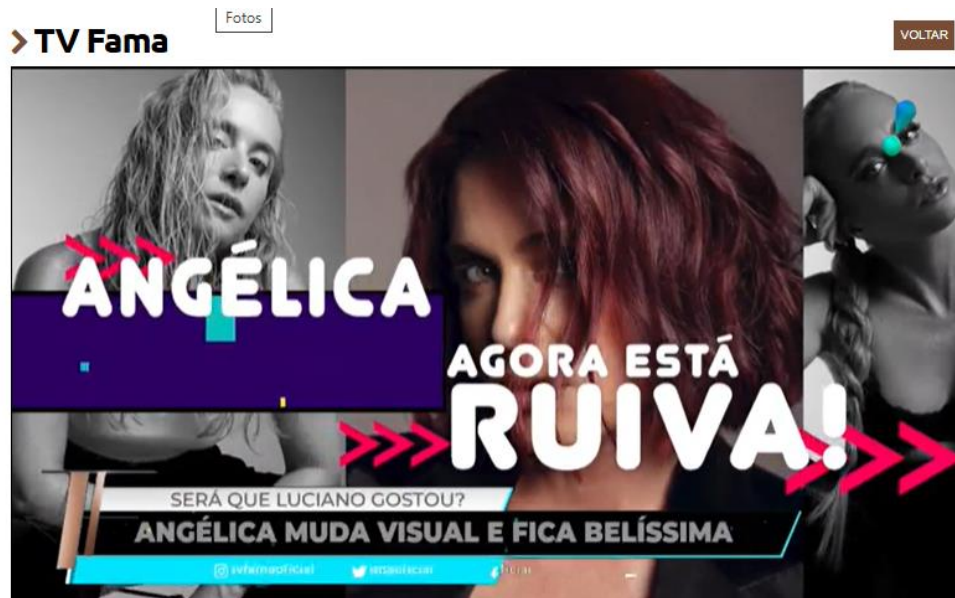 Fotos
TV Fama
VOLTAR
ANGÉLICA
AGORA ESTÁ
RUIVA!
SERÁ QUE LUCIANO GOSTOU?
ANGÉLICA MUDA VISUAL E FICA BELÍSSIMA